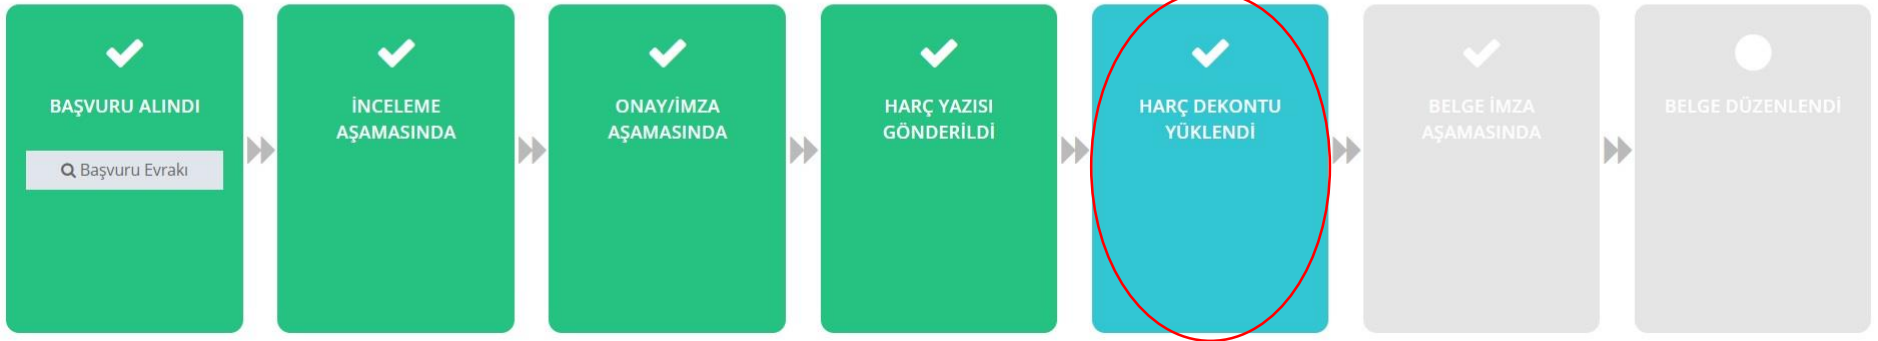 BAŞVURU ALINDI
Başvuru Evrakı
İNCELEME
AŞAMASINDA
ONAY/İMZA
AŞAMASINDA
HARÇ YAZISI
GÖNDERİLDİ
HARÇ DEKONTU
YÜKLENDİ
BELGE İMZA
AŞAMASINDA
BELGE DÜZENLENDİ